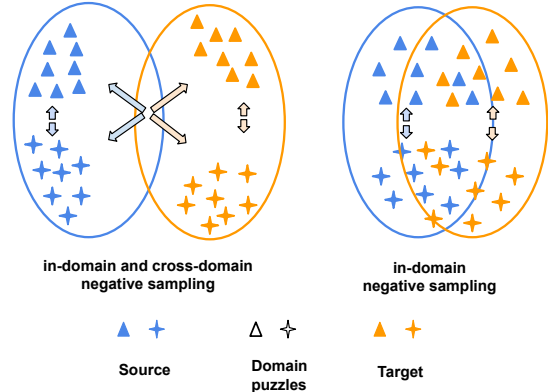 in-domain and cross-domain
negative sampling
in-domain
negative sampling
Source
Domain
puzzles
Target